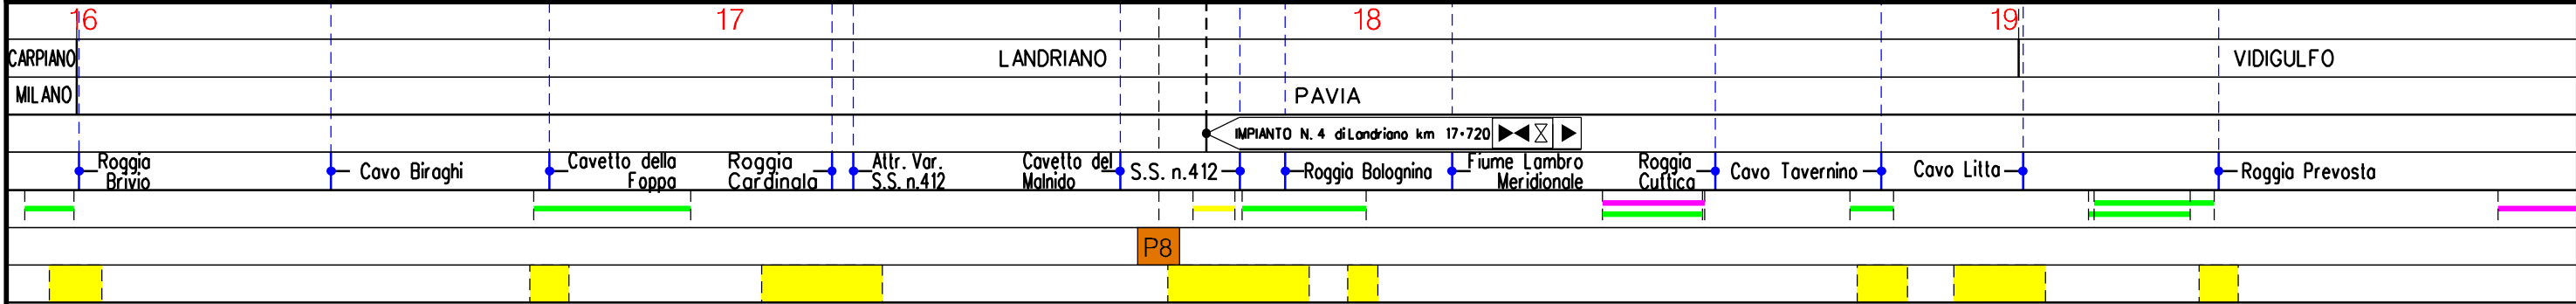 16 17 18 19
CARPIANO LANDRIANO VIDIGULFO
MILANO PAVIA
IMPIANTO N. 4 di Landriano km 17+720
Roggia
Brivio
Cavo Biraghi
Cavetto della
Foppa
Roggia
Cardinala
Attr. Var.
S.S. n.412
Cavetto del
Malnido
S.S. n.412
Roggia Bolognina
Fiume Lambro
Meridionale
Roggia
Cuttica
Cavo Tavernino
Cavo Litta
Roggia Prevosta
P8